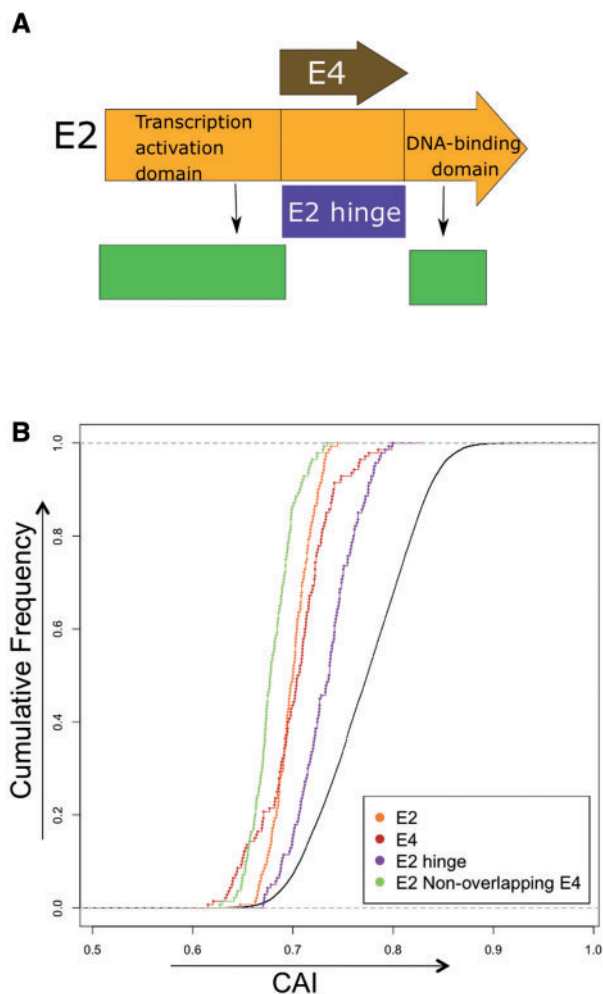 A
E4
E2
Transcription
activation
domain
DNA-binding
domain
E2 hinge
B
Cumulative Frequency
1.0
0.8
0.6
0.4
0.2
0.0
E2
E4
E2 hinge
E2 Non-overlapping E4
0.5 0.6 0.7 0.8 0.9 1.0
CAI